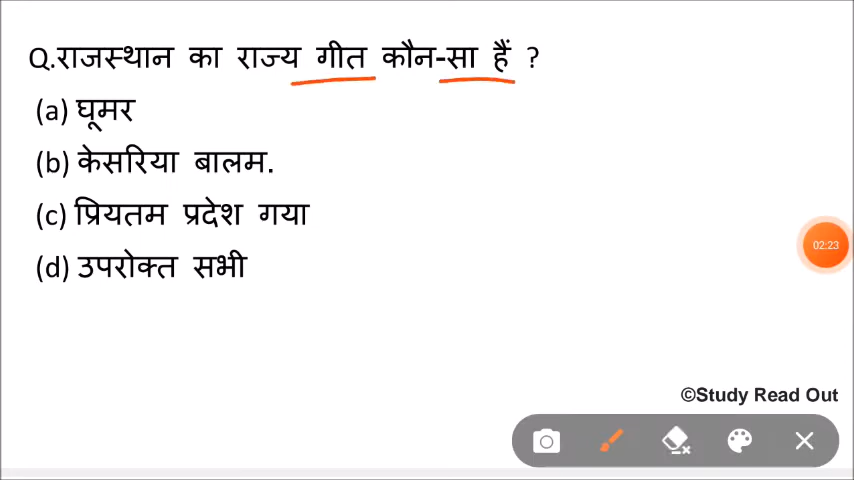 Q.राजस्थान का राज्य गीत कौन-सा हैं ?
(a) घूमर
(b) केसरिया बालम.
(c) प्रियतम प्रदेश गया
(d) उपरोक्त सभी
02:23
©Study Read Out